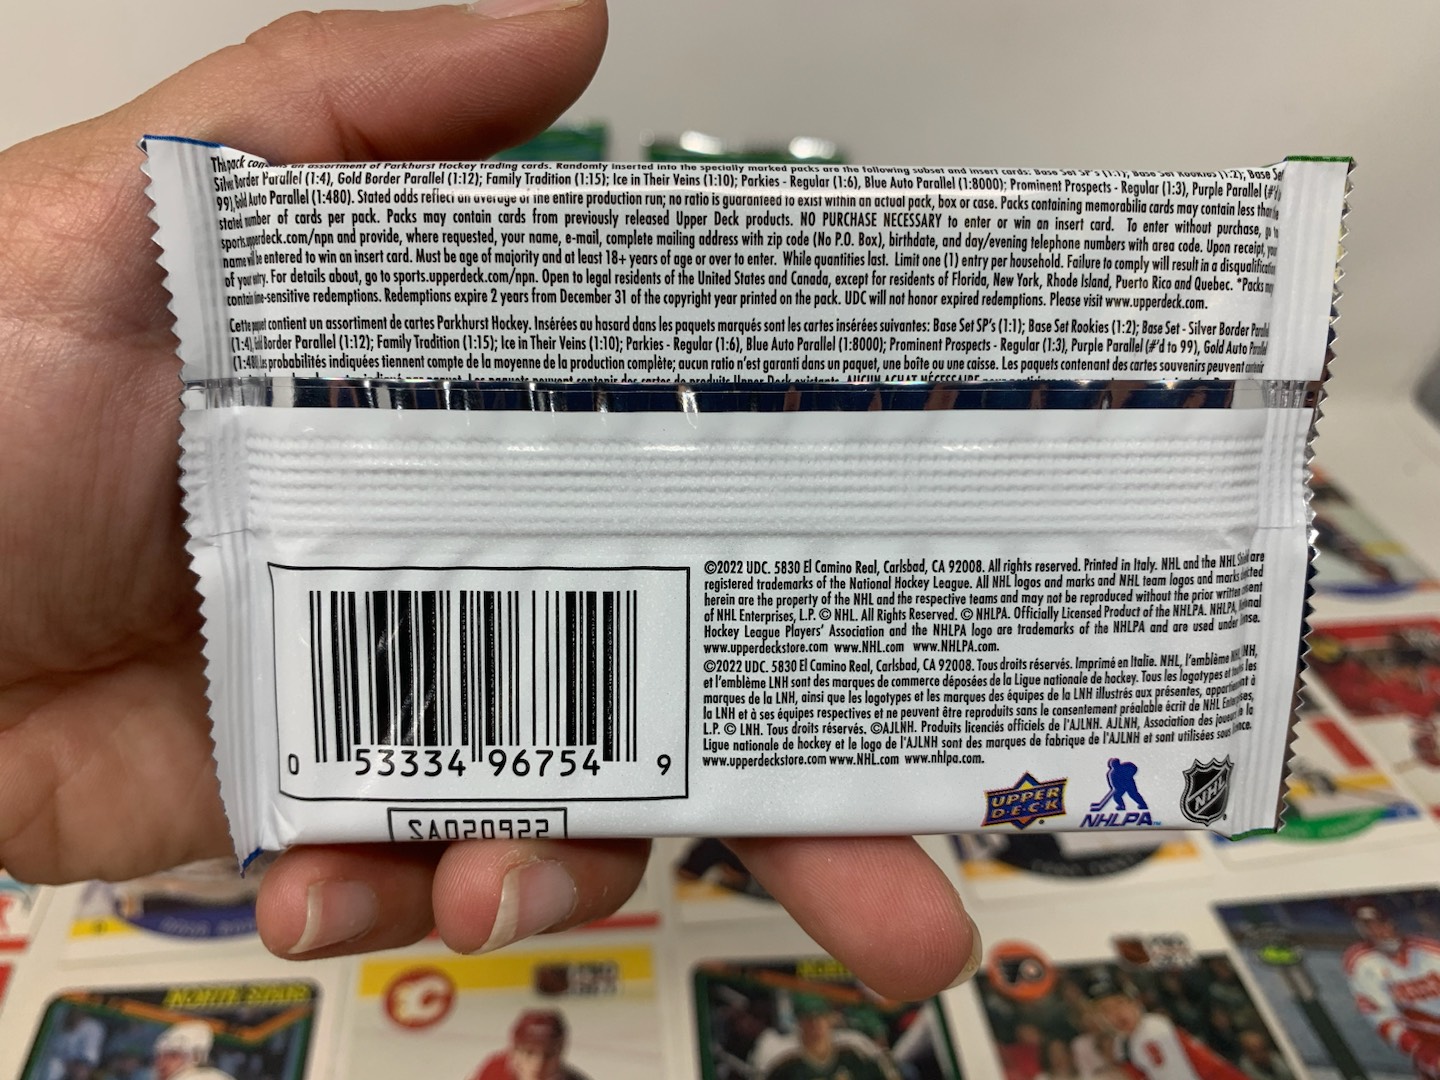 This pack con an assortment of Parkhurst Hockey trading cards. Randomly inserted into the specially marked packs are the following subset and insert cards: Base Set SP's (1:1); Base Set Rookies (1:2); Base Set
Silver Border Parallel (1:4), Gold Border Parallel (1:12); Family Tradition (1:15); Ice in Their Veins (1:10); Parkies - Regular (1:6), Blue Auto Parallel (1:8000); Prominent Prospects - Regular (1:3), Purple Parallel (#'d
99), Gold Auto Parallel (1:480). Stated odds reflect an average of the entire production run; no ratio is guaranteed to exist within an actual pack, box or case. Packs containing memorabilia cards may contain less than
stated number of cards per pack. Packs may contain cards from previously released Upper Deck products. NO PURCHASE NECESSARY to enter or win an insert card. To enter without purchase, go to
sports.upperdeck.com/npn and provide, where requested, your name, e-mail, complete mailing address with zip code (No P.O. Box), birthdate, and day/evening telephone numbers with area code. Upon receipt, your
name will be entered to win an insert card. Must be age of majority and at least 18+ years of age or over to enter. While quantities last. Limit one (1) entry per household. Failure to comply will result in a disqualification
of your entry. For details about, go to sports.upperdeck.com/npn. Open to legal residents of the United States and Canada, except for residents of Florida, New York, Rhode Island, Puerto Rico and Quebec. *Packs may
contain time-sensitive redemptions. Redemptions expire 2 years from December 31 of the copyright year printed on the pack. UDC will not honor expired redemptions. Please visit www.upperdeck.com.
Cette paquet contient un assortiment de cartes Parkhurst Hockey. Insérées au hasard dans les paquets marqués sont les cartes insérées suivantes: Base Set SP's (1:1); Base Set Rookies (1:2); Base Set - Silver Border Parallel
(1:4), Gold Border Parallel (1:12); Family Tradition (1:15); Ice in Their Veins (1:10); Parkies - Regular (1:6), Blue Auto Parallel (1:8000); Prominent Prospects - Regular (1:3), Purple Parallel (#'d to 99), Gold Auto Parallel
(1:480). Les probabilités indiquées tiennent compte de la moyenne de la production complète; aucun ratio n'est garanti dans un paquet, une boîte ou une caisse. Les paquets contenant des cartes souvenirs peuvent contenir
par paquet. Les paquets peuvent contenir des cartes de produits Upper Deck existants. AUCUN ACHAT NÉCESSAIRE
©2022 UDC. 5830 El Camino Real, Carlsbad, CA 92008. All rights reserved. Printed in Italy. NHL and the NHL Shield are
registered trademarks of the National Hockey League. All NHL logos and marks and NHL team logos and marks depicted
herein are the property of the NHL and the respective teams and may not be reproduced without the prior written consent
of NHL Enterprises, L.P. © NHL. All Rights Reserved. © NHLPA. Officially Licensed Product of the NHLPA. NHLPA, National
Hockey League Players' Association and the NHLPA logo are trademarks of the NHLPA and are used under license.
www.upperdeckstore.com www.NHL.com www.NHLPA.com.
©2022 UDC. 5830 El Camino Real, Carlsbad, CA 92008. Tous droits réservés. Imprimé en Italie. NHL, l'emblème NHL, LNH,
et l'emblème LNH sont des marques de commerce déposées de la Ligue nationale de hockey. Tous les logotypes et tous les
marques de la LNH, ainsi que les logotypes et les marques des équipes de la LNH illustrés aux présentes, appartiennent à
la LNH et à ses équipes respectives et ne peuvent être reproduits sans le consentement préalable écrit de NHL Enterprises,
L.P. © LNH. Tous droits réservés. ©AJLNH. Produits licenciés officiels de l'AJLNH. AJLNH, Association des joueurs de la
Ligue nationale de hockey et le logo de l'AJLNH sont des marques de fabrique de l'AJLNH et sont utilisées sous licence.
www.upperdeckstore.com www.NHL.com www.nhlpa.com.
0 53334 96754 9
SA020922
UPPER
D·E·C·K
NHLPA
NHL
NORTH STARS